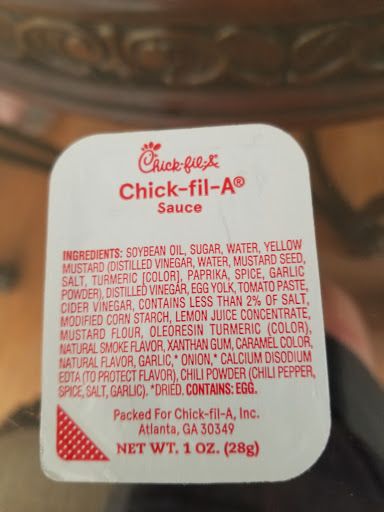 Chick-fil-A
Chick-fil-A®
Sauce
INGREDIENTS: SOYBEAN OIL, SUGAR, WATER, YELLOW
MUSTARD (DISTILLED VINEGAR, WATER, MUSTARD SEED,
SALT, TURMERIC [COLOR], PAPRIKA, SPICE, GARLIC
POWDER), DISTILLED VINEGAR, EGG YOLK, TOMATO PASTE,
CIDER VINEGAR, CONTAINS LESS THAN 2% OF SALT,
MODIFIED CORN STARCH, LEMON JUICE CONCENTRATE,
MUSTARD FLOUR, OLEORESIN TURMERIC (COLOR),
NATURAL SMOKE FLAVOR, XANTHAN GUM, CARAMEL COLOR,
NATURAL FLAVOR, GARLIC,* ONION,* CALCIUM DISODIUM
EDTA (TO PROTECT FLAVOR), CHILI POWDER (CHILI PEPPER,
SPICE, SALT, GARLIC). *DRIED. CONTAINS: EGG.
Packed For Chick-fil-A, Inc.
Atlanta, GA 30349
NET WT. 1 OZ. (28g)